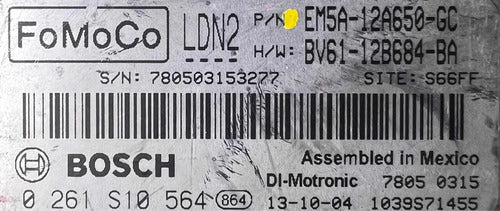 FoMoCo LDN2 P/N: EM5A-12A650-GC
H/W: BV61-12B684-BA
S/N: 780503153277 SITE: S66FF
BOSCH Assembled in Mexico
DI-Motronic 7805 0315
0 261 S10 564 864 13-10-04 1039S71455